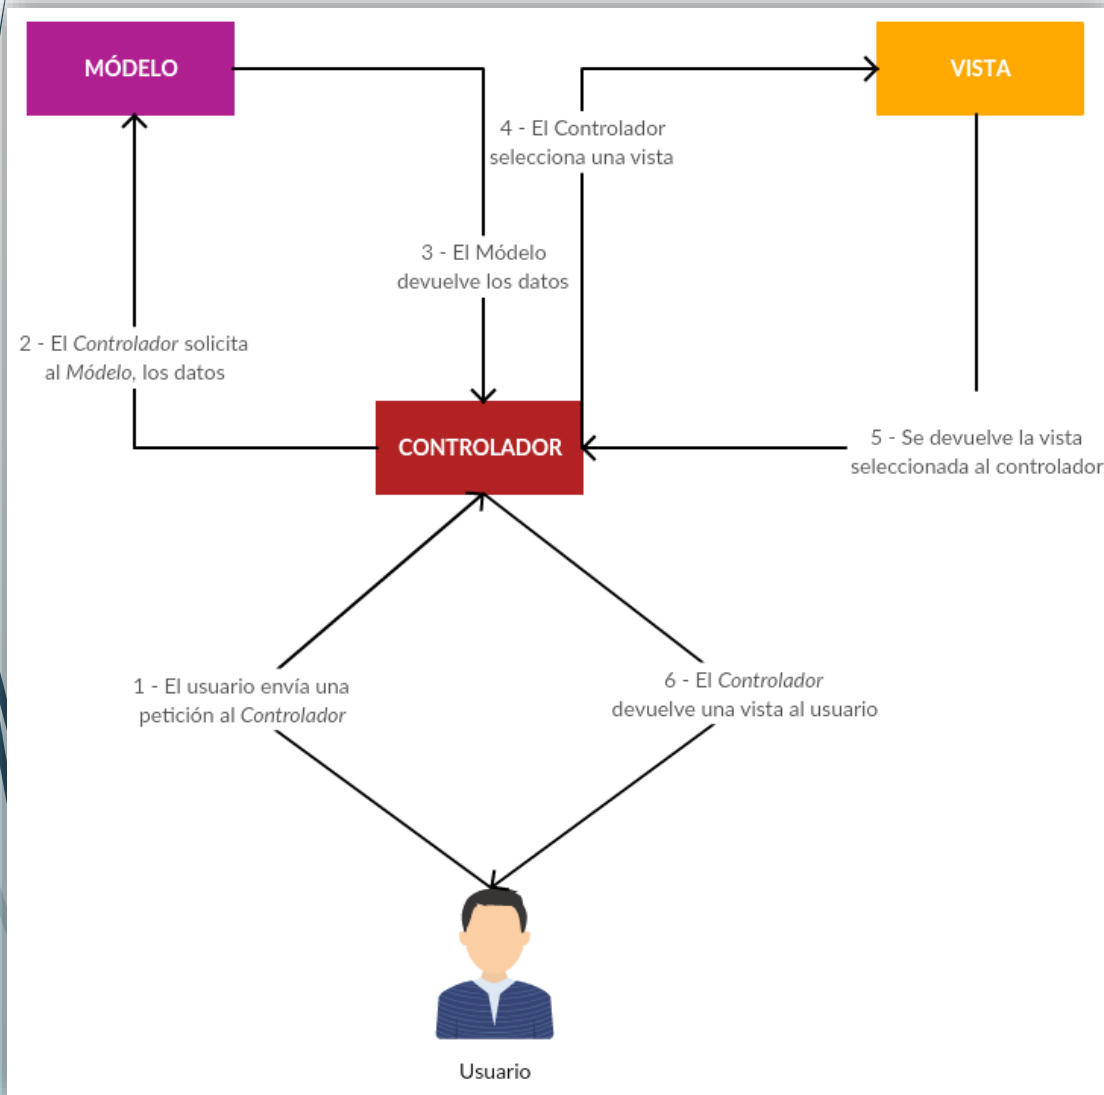 MÓDELO
VISTA
4 - El Controlador
selecciona una vista
3 - El Módelo
devuelve los datos
2 - El Controlador solicita
al Módelo, los datos
CONTROLADOR
5 - Se devuelve la vista
seleccionada al controlador
1 - El usuario envía una
petición al Controlador
6 - El Controlador
devuelve una vista al usuario
Usuario